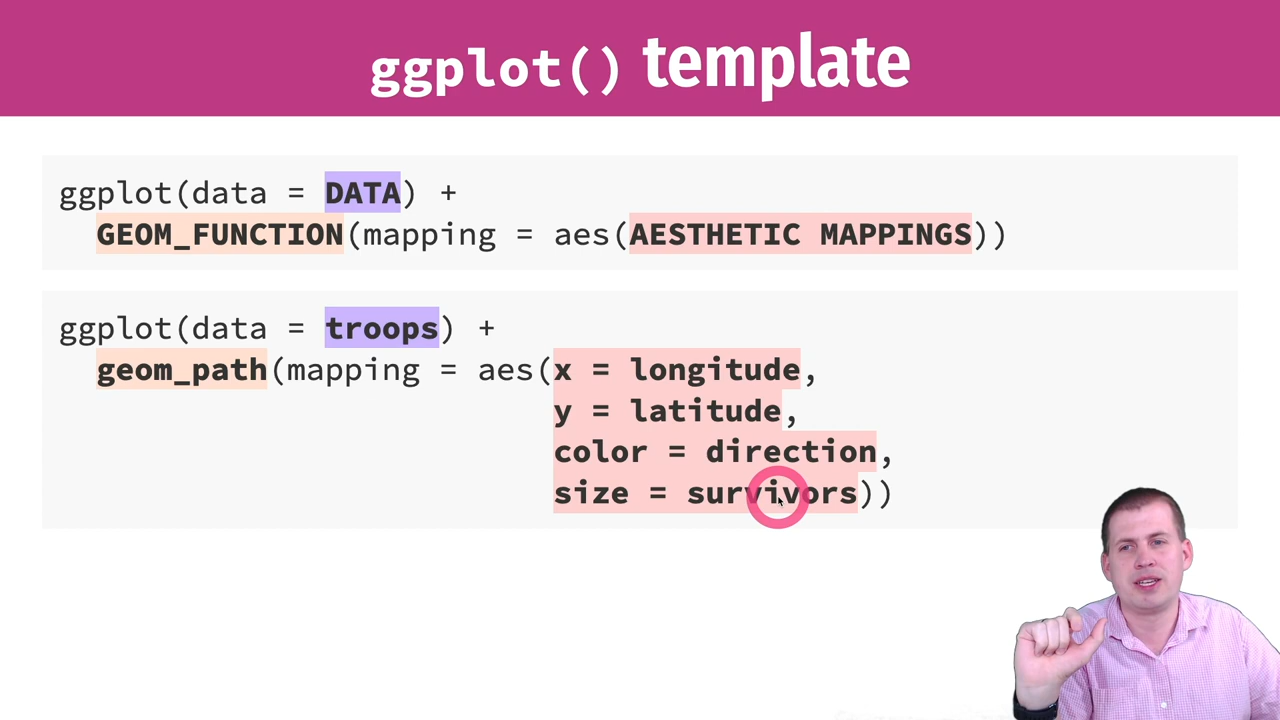 ggplot() template
ggplot(data = DATA) +
GEOM_FUNCTION(mapping = aes(AESTHETIC MAPPINGS))
ggplot(data = troops) +
geom_path(mapping = aes(x = longitude,
y = latitude,
color = direction,
size = survivors))